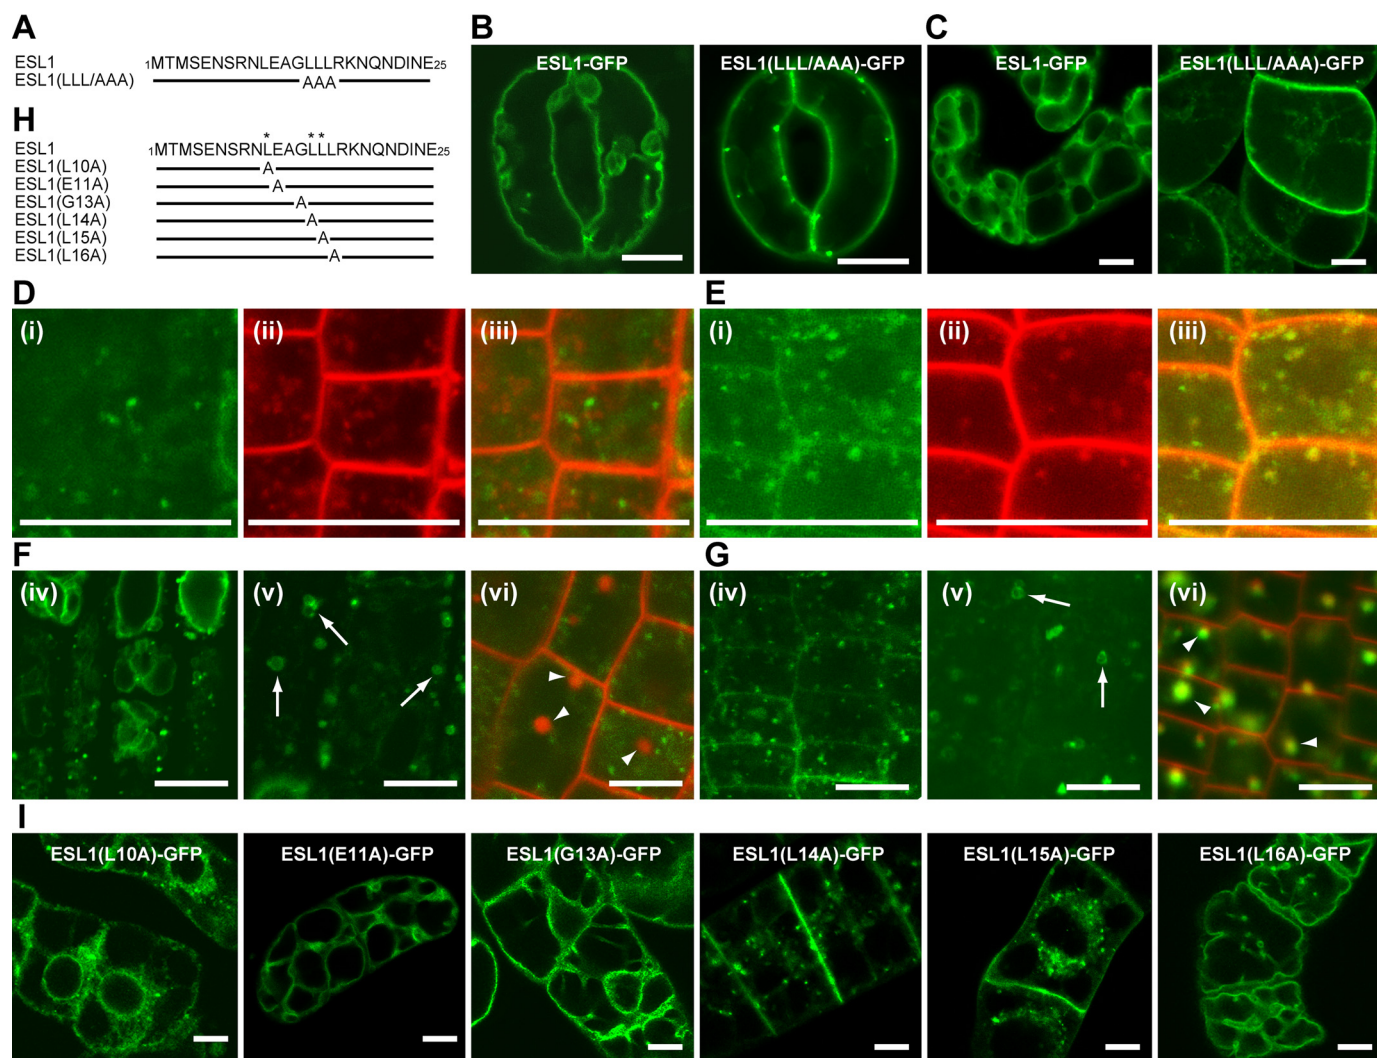 A
ESL1 1MTMSENSRNLEAGLLLRKNQNDINE25
ESL1(LLL/AAA) AAA
H
* * *
ESL1 1MTMSENSRNLEAGLLLRKNQNDINE25
ESL1(L10A) A
ESL1(E11A) A
ESL1(G13A) A
ESL1(L14A) A
ESL1(L15A) A
ESL1(L16A) A
B
ESL1-GFP ESL1(LLL/AAA)-GFP
C
ESL1-GFP ESL1(LLL/AAA)-GFP
D
(i) (ii) (iii)
E
(i) (ii) (iii)
F
(iv) (v) (vi)
G
(iv) (v) (vi)
I
ESL1(L10A)-GFP ESL1(E11A)-GFP ESL1(G13A)-GFP ESL1(L14A)-GFP ESL1(L15A)-GFP ESL1(L16A)-GFP